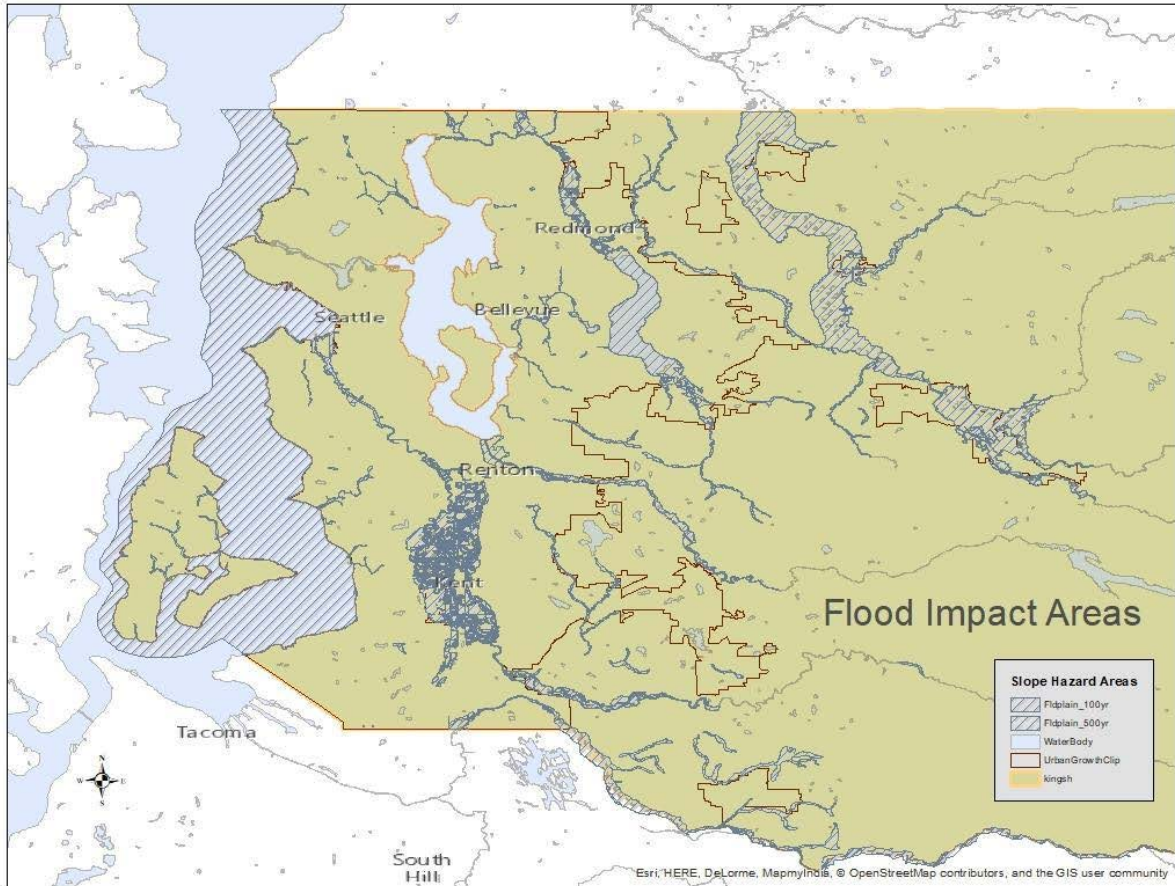 Redmond
Seattle
Bellevue
Renton
Kent
Flood Impact Areas
Slope Hazard Areas
Fldplain_100yr
Fldplain_500yr
WaterBody
UrbanGrowthClip
kingsh
Tacoma
N
W E
S
South
Hill
Esri, HERE, DeLorme, MapmyIndia, © OpenStreetMap contributors, and the GIS user community